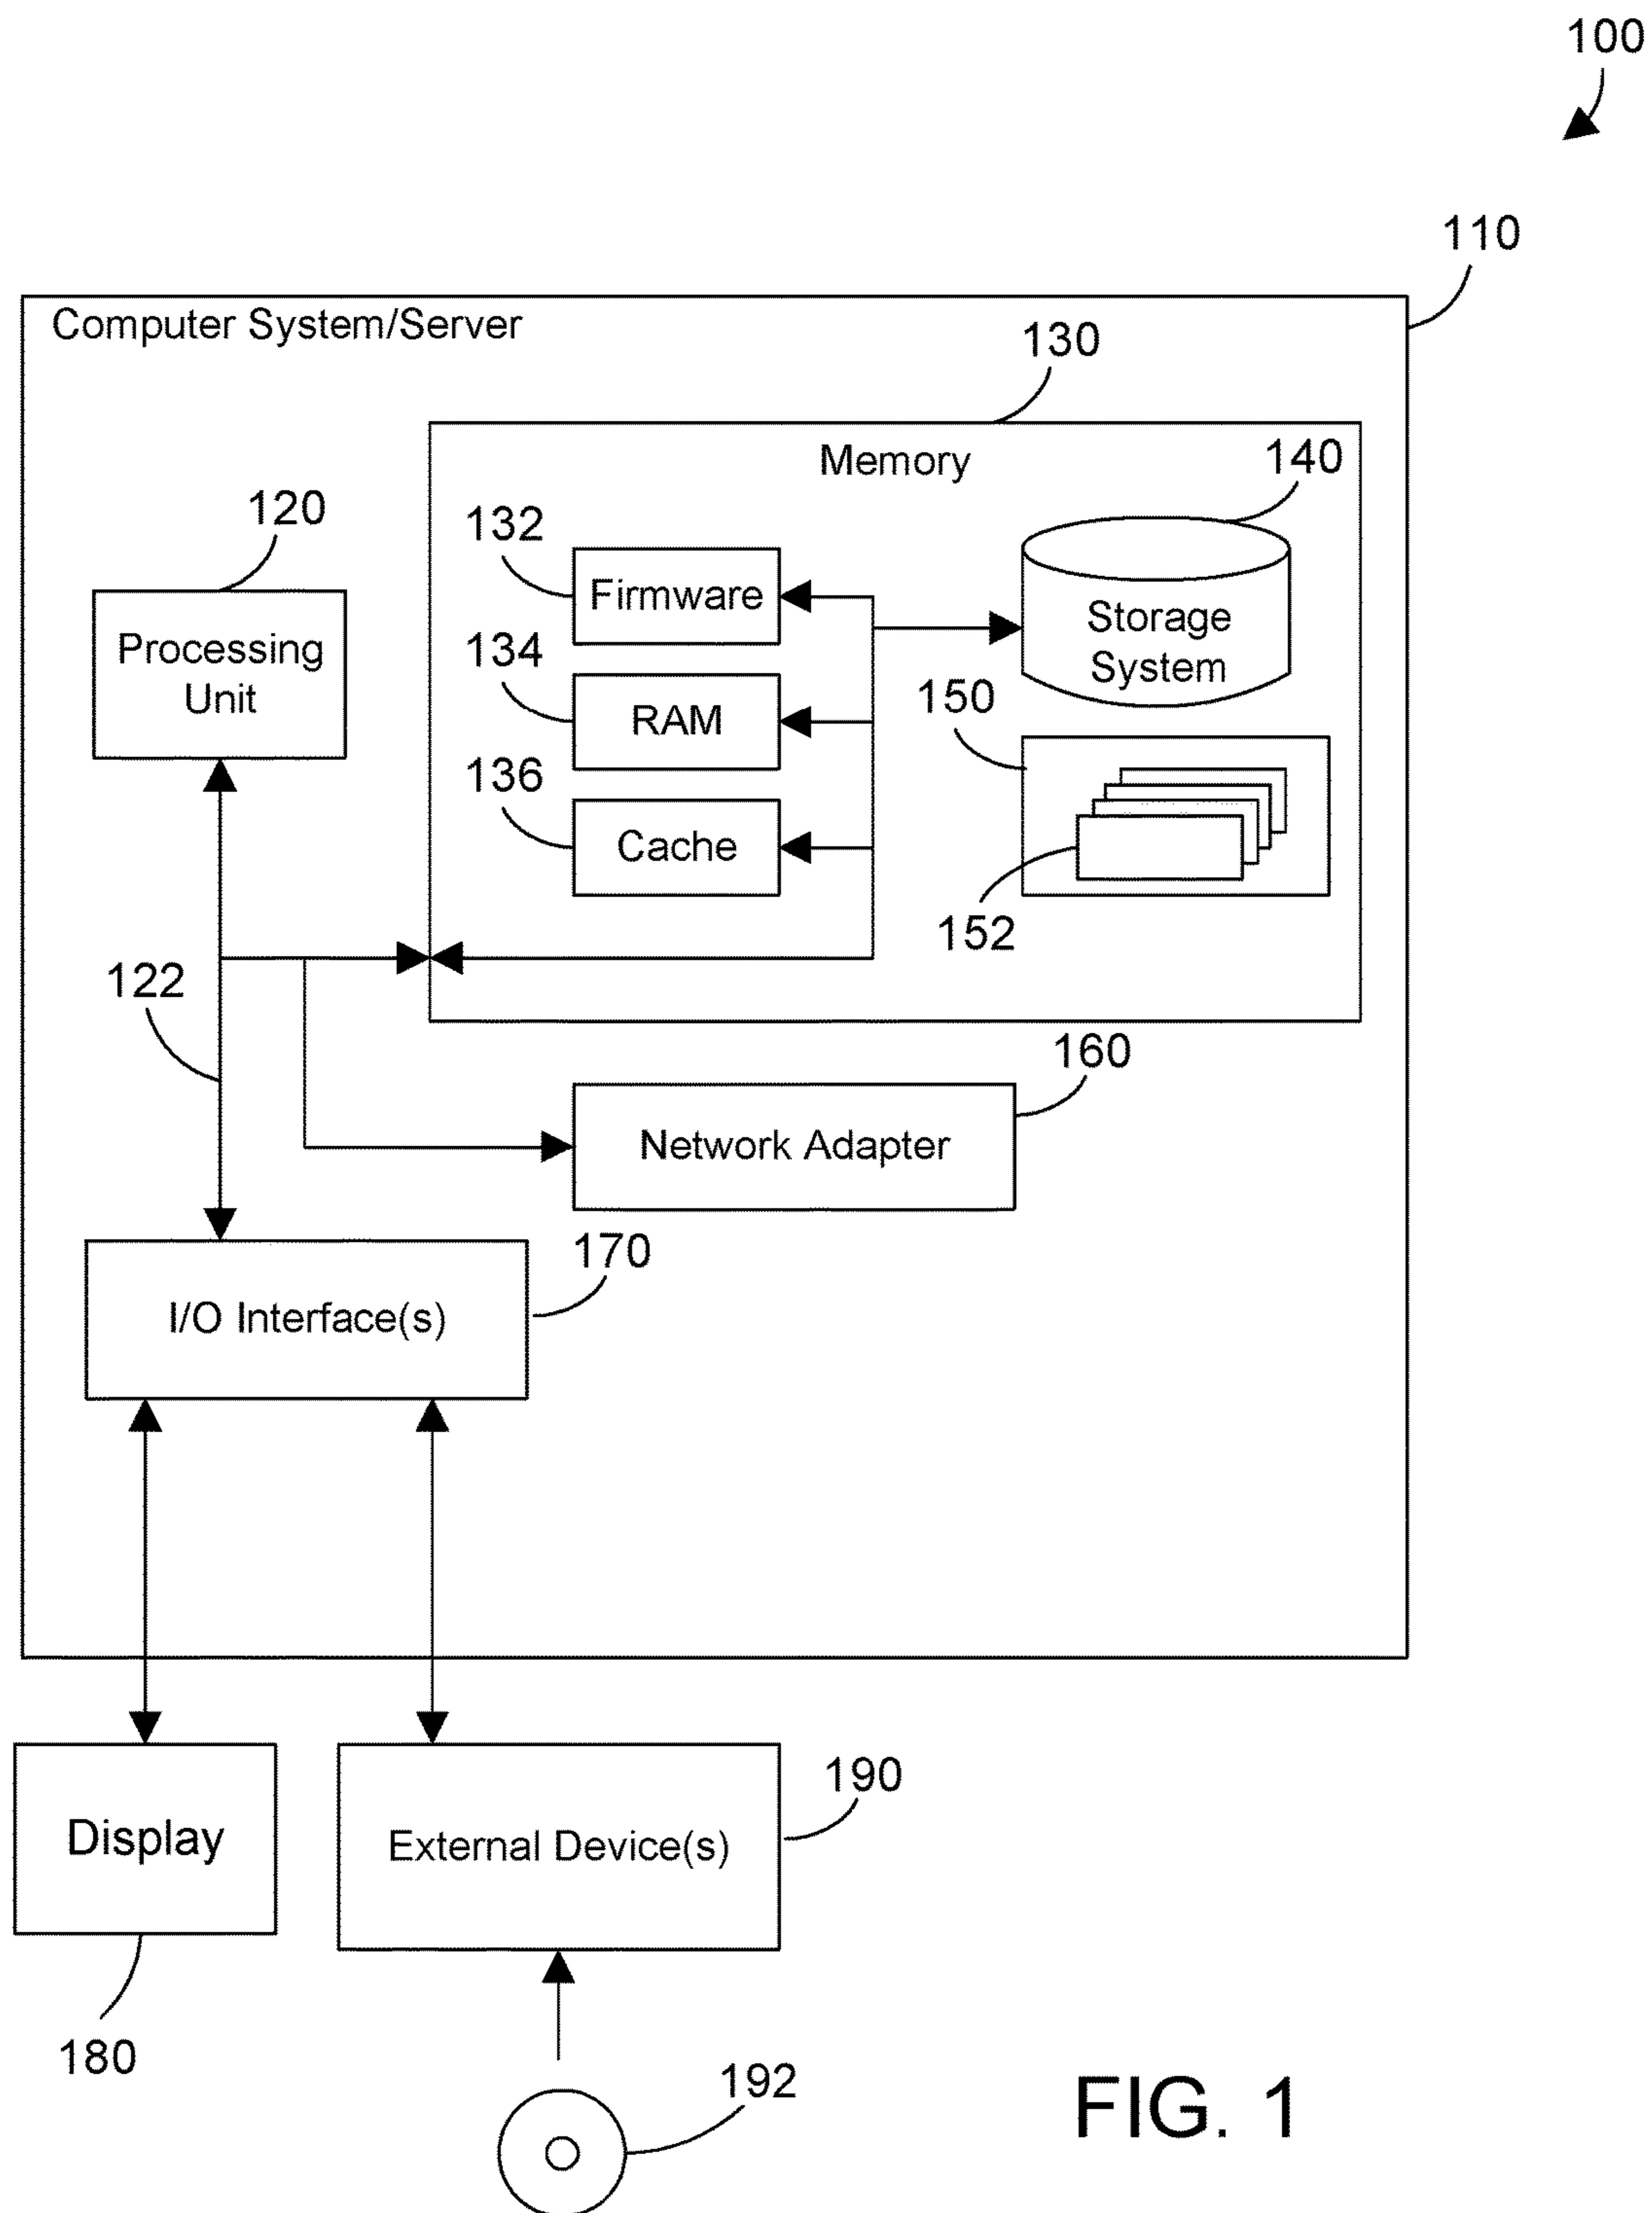 100
110
Computer System/Server
130
Memory
140
120
132
Firmware
Storage
System
Processing
Unit
134
RAM
150
136
Cache
152
122
160
Network Adapter
170
I/O Interface(s)
190
Display
External Device(s)
180
192
FIG. 1